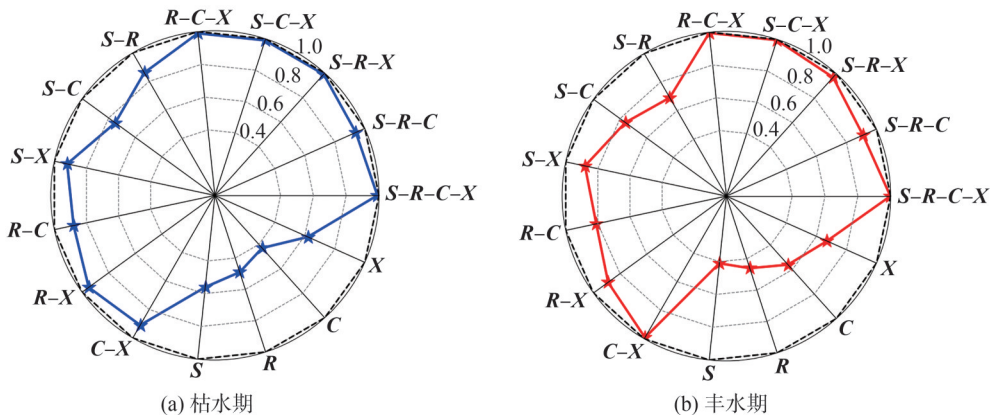 R–C–X
S–C–X
S–R
1.0
S–R–X
0.8
S–C
0.6
S–R–C
0.4
S–X
S–R–C–X
R–C
X
R–X
C
C–X
S
R
(a) 枯水期
R–C–X
S–C–X
S–R
1.0
S–R–X
0.8
S–C
0.6
S–R–C
0.4
S–X
S–R–C–X
R–C
X
R–X
C
C–X
S
R
(b) 丰水期